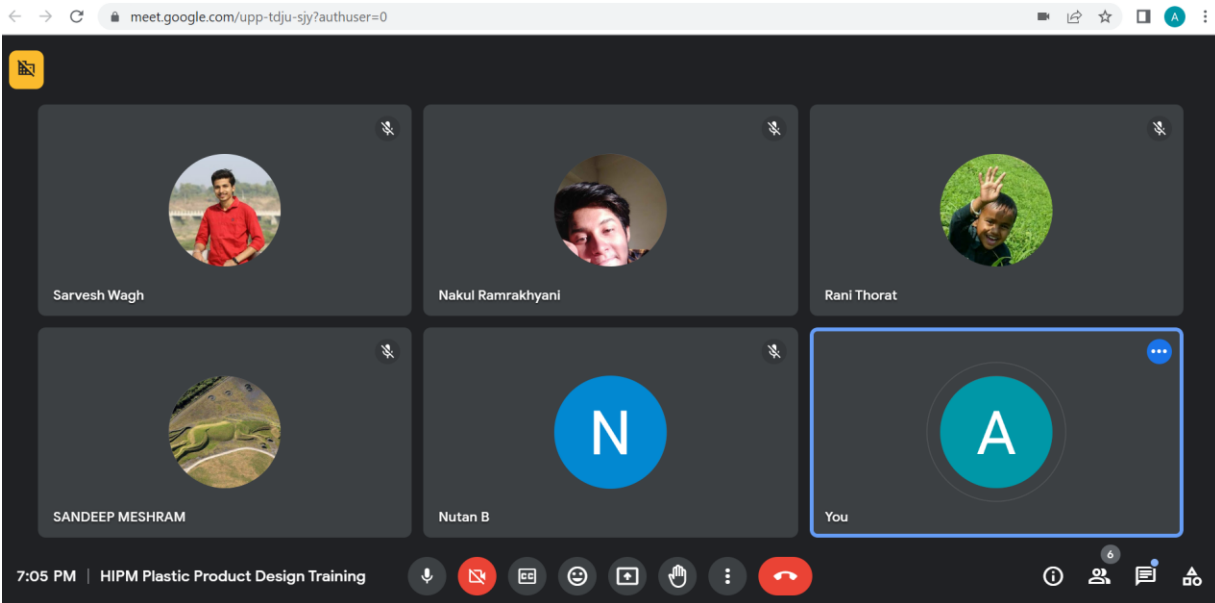 meet.google.com/upp-tdju-sjy?authuser=0
A
Sarvesh Wagh
Nakul Ramrakhyani
Rani Thorat
N
A
SANDEEP MESHRAM
Nutan B
You
6
7:05 PM | HIPM Plastic Product Design Training
CC